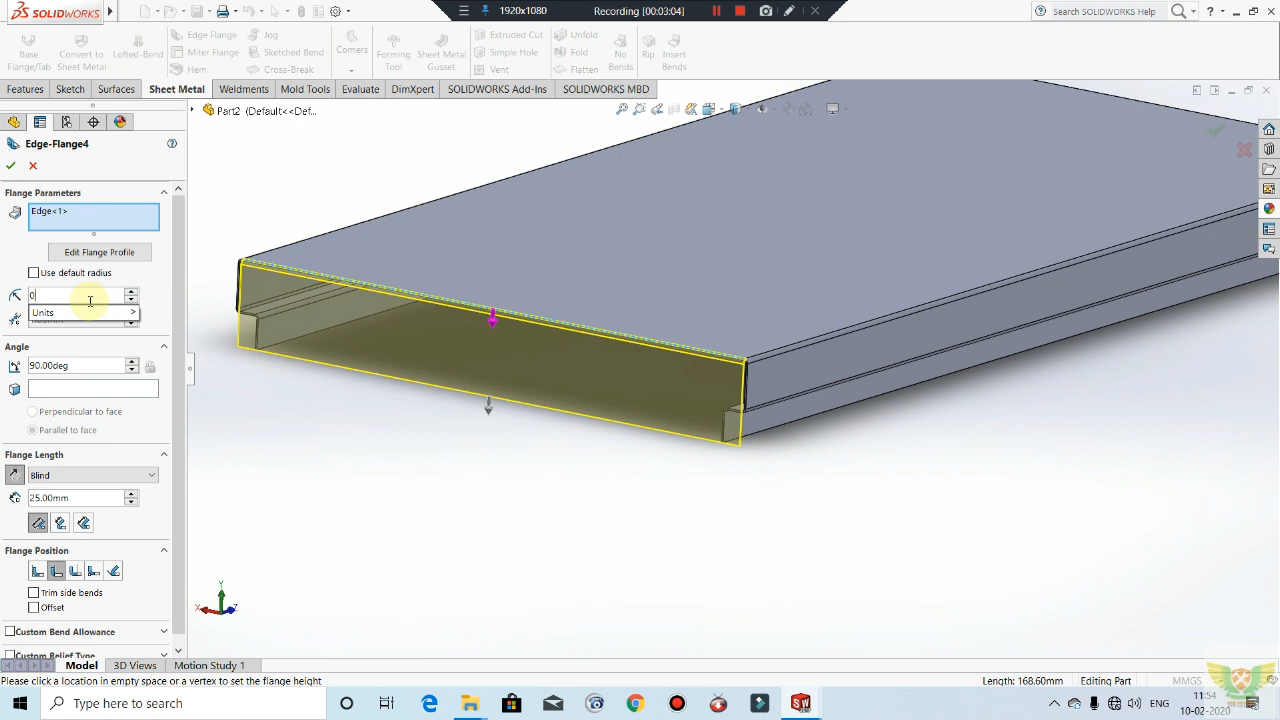 1920x1080
Recording [00:03:04]
SOLIDWORKS
Search SOLIDWORKS Help
Base Flange/Tab
Convert to Sheet Metal
Lofted-Bend
Edge Flange
Miter Flange
Hem
Jog
Sketched Bend
Cross-Break
Corners
Forming Tool
Sheet Metal Gusset
Extruded Cut
Simple Hole
Vent
Unfold
Fold
Flatten
No Bends
Rip
Insert Bends
Features
Sketch
Surfaces
Sheet Metal
Weldments
Mold Tools
Evaluate
DimXpert
SOLIDWORKS Add-Ins
SOLIDWORKS MBD
Part2 (Default<<Def...
Edge-Flange4
Flange Parameters
Edge<1>
Edit Flange Profile
Use default radius
0
Units >
Angle
90.00deg
Perpendicular to face
Parallel to face
Flange Length
Blind
25.00mm
Flange Position
Trim side bends
Offset
Custom Bend Allowance
Custom Relief Type
Y
X
Z
Model
3D Views
Motion Study 1
Please click a location in empty space or a vertex to set the flange height
Length: 168.60mm
Editing Part
MMGS
Type here to search
ENG
11:54
10-02-2020